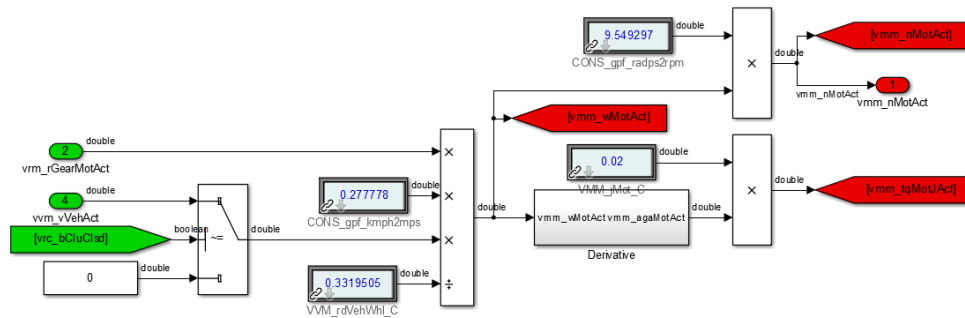 9.549297
double
CONS_gpf_radps2rpm
×
double
[vmm_nMotAct]
vmm_nMotAct
1
vmm_nMotAct
double
[vmm_wMotAct]
double
2
vrm_rGearMotAct
0.02
double
VMM_jMot_C
×
double
[vmm_tqMotJAct]
double
4
vvm_vVehAct
0.277778
double
CONS_gpf_kmph2mps
×
×
×
÷
double
vmm_wMotAct
vmm_agaMotAct
double
Derivative
[vrc_bCluClsd]
boolean
~=
double
0
double
0.3319505
double
VVM_rdVehWhl_C